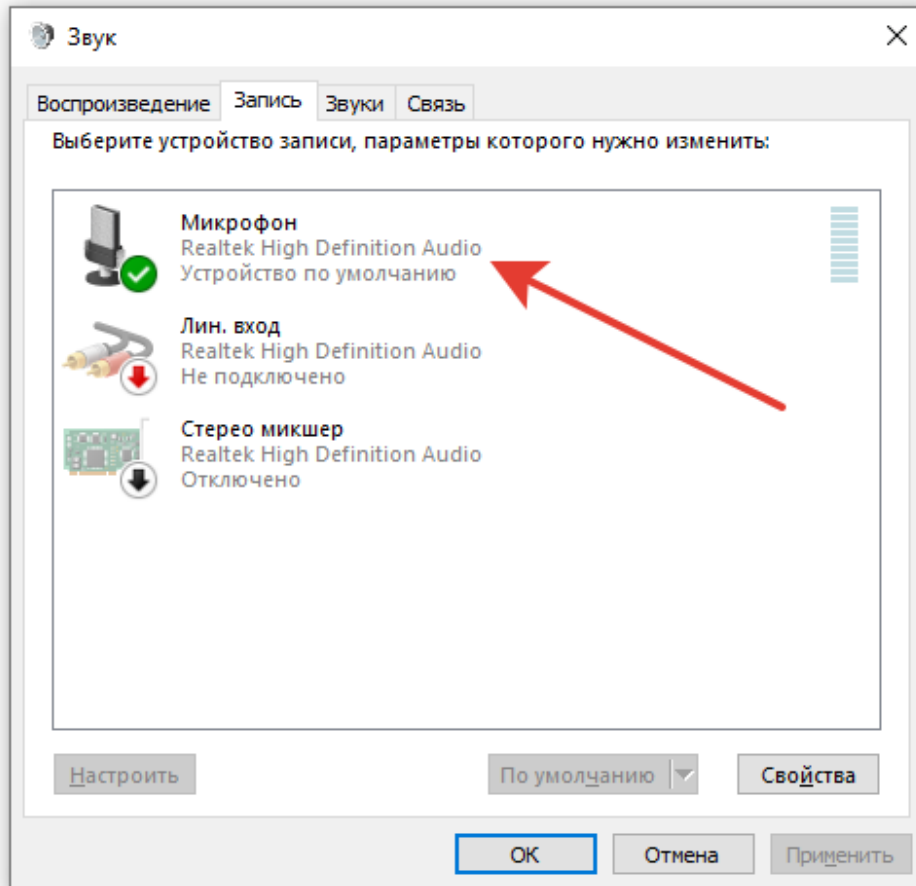 Звук
Воспроизведение Запись Звуки Связь
Выберите устройство записи, параметры которого нужно изменить:
Микрофон
Realtek High Definition Audio
Устройство по умолчанию
Лин. вход
Realtek High Definition Audio
Не подключено
Стерео микшер
Realtek High Definition Audio
Отключено
Настроить По умолчанию Свойства
ОК Отмена Применить